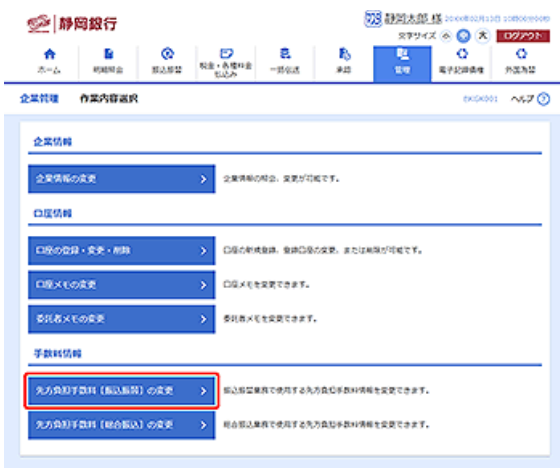 静岡銀行
静岡太郎 様
文字サイズ 小 中 大 ログアウト
ホーム 明細照会 振込振替 税金・各種料金 一括伝送 承認 管理 電子記録債権 外国為替
払込み
企業管理 作業内容選択 BKGK001 ヘルプ ?
企業情報
企業情報の変更 企業情報の照会、変更が可能です。
口座情報
口座の登録・変更・削除 口座の新規登録、登録口座の変更、または削除が可能です。
口座メモの変更 口座メモを変更できます。
委託者メモの変更 委託者メモを変更できます。
手数料情報
先方負担手数料［振込振替］の変更 振込振替業務で使用する先方負担手数料情報を変更できます。
先方負担手数料［総合振込］の変更 総合振込業務で使用する先方負担手数料情報を変更できます。